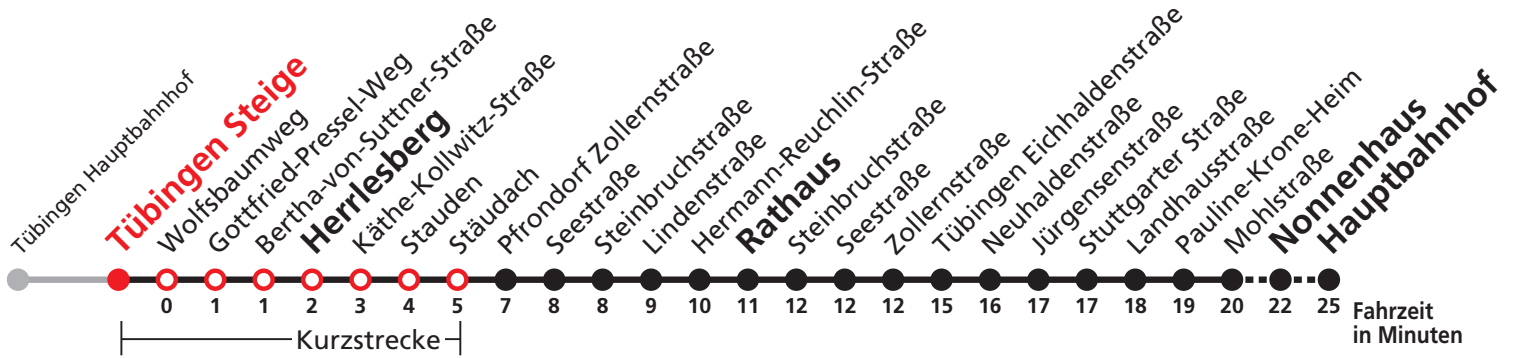 Tübingen Hauptbahnhof
Tübingen Steige
Wolfsbaumweg
Gottfried-Pressel-Weg
Bertha-von-Suttner-Straße
Herrlesberg
Käthe-Kollwitz-Straße
Stauden
Stäudach
Pfrondorf Zollernstraße
Seestraße
Steinbruchstraße
Lindenstraße
Hermann-Reuchlin-Straße
Rathaus
Steinbruchstraße
Seestraße
Zollernstraße
Tübingen Eichhaldenstraße
Neuhaldenstraße
Jürgensenstraße
Stuttgarter Straße
Landhausstraße
Pauline-Krone-Heim
Mohlstraße
Nonnenhaus
Hauptbahnhof
0 1 1 2 3 4 5 7 8 8 9 10 11 12 12 12 15 16 17 17 18 19 20 22 25
Fahrzeit
in Minuten
Kurzstrecke